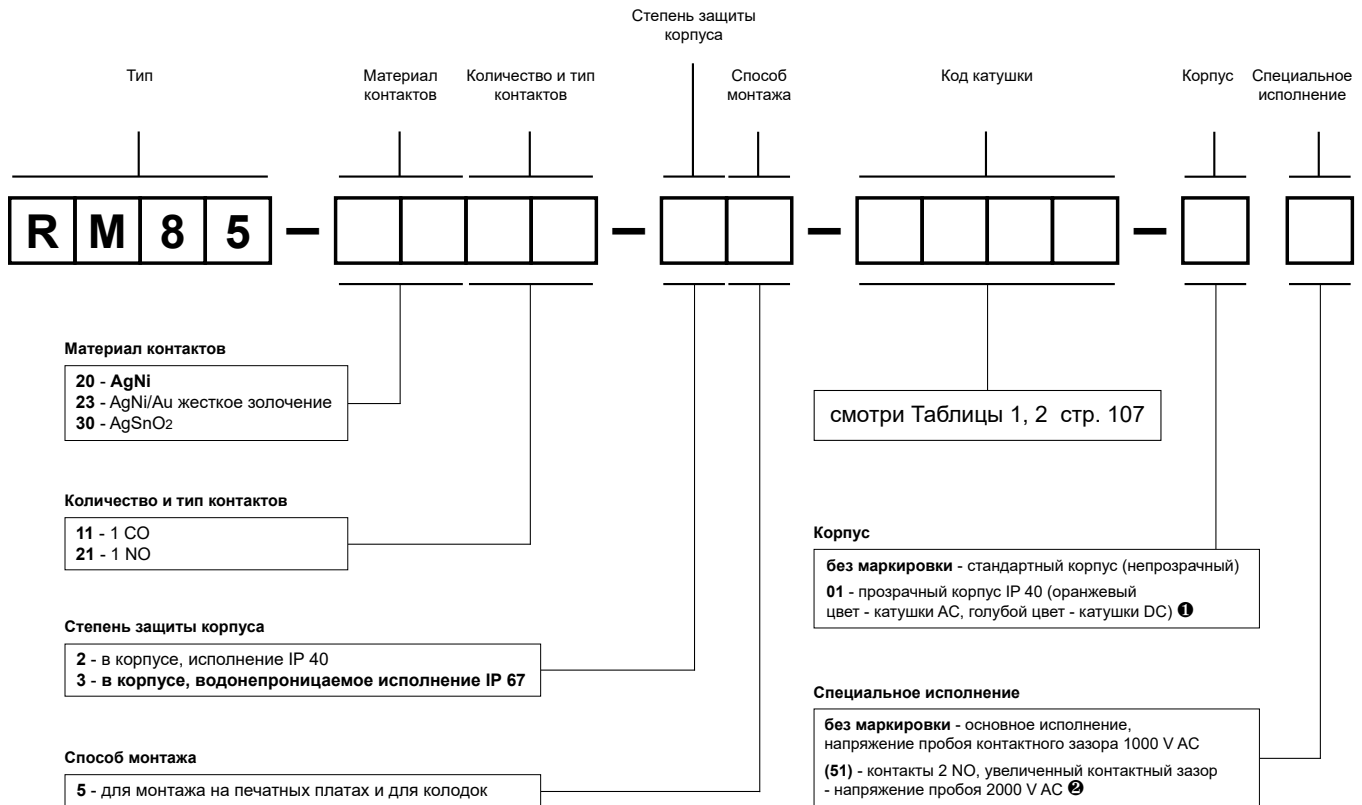 Степень защиты
корпуса
Тип
Материал
контактов
Количество и тип
контактов
Способ
монтажа
Код катушки
Корпус
Специальное
исполнение
R M 8 5 – – – –
Материал контактов
20 - AgNi
23 - AgNi/Au жесткое золочение
30 - AgSnO2
смотри Таблицы 1, 2 стр. 107
Количество и тип контактов
11 - 1 CO
21 - 1 NO
Корпус
без маркировки - стандартный корпус (непрозрачный)
01 - прозрачный корпус IP 40 (оранжевый
цвет - катушки AC, голубой цвет - катушки DC) ❶
Степень защиты корпуса
2 - в корпусе, исполнение IP 40
3 - в корпусе, водонепроницаемое исполнение IP 67
Специальное исполнение
без маркировки - основное исполнение,
напряжение пробоя контактного зазора 1000 V AC
(51) - контакты 2 NO, увеличенный контактный зазор
- напряжение пробоя 2000 V AC ❷
Способ монтажа
5 - для монтажа на печатных платах и для колодок